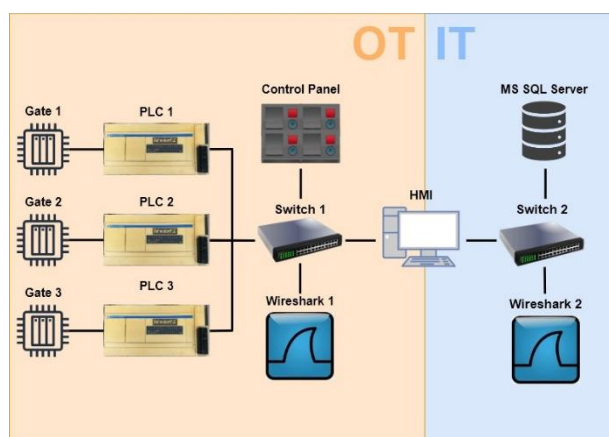 OT IT
Control Panel
MS SQL Server
Gate 1
PLC 1
HMI
Gate 2
PLC 2
Switch 1
Switch 2
Gate 3
PLC 3
Wireshark 1
Wireshark 2